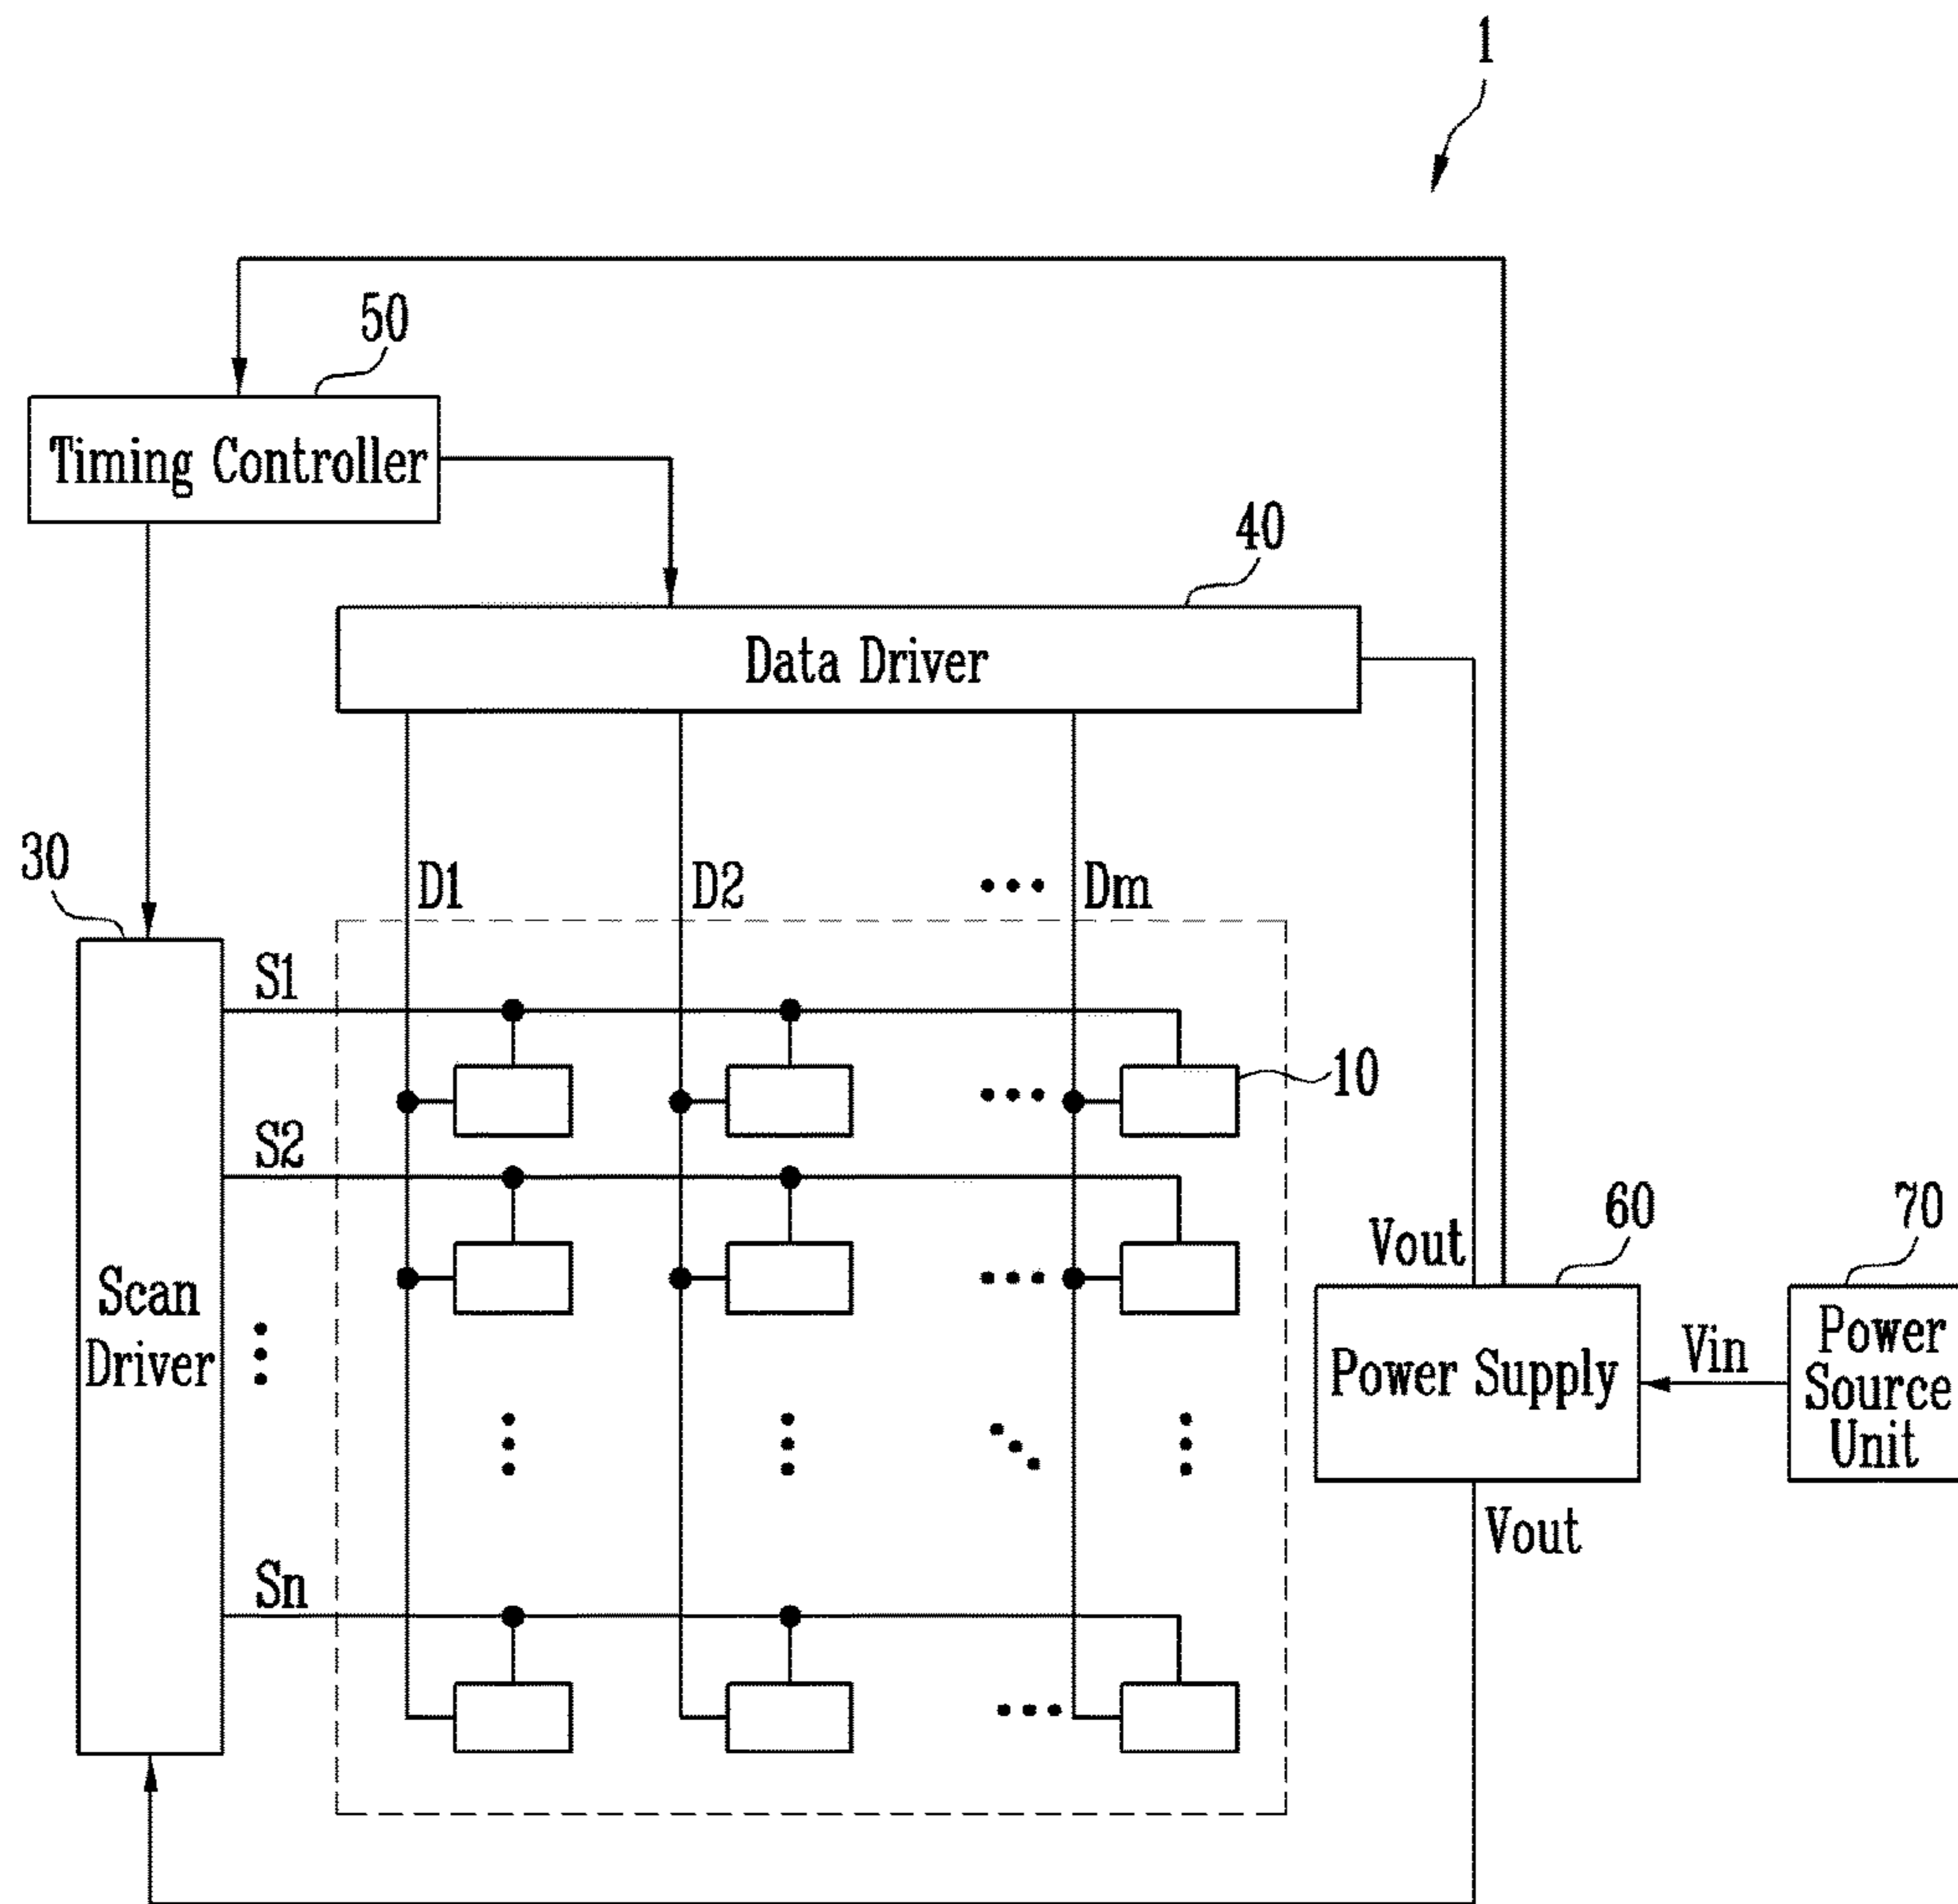 1
50
Timing Controller
40
Data Driver
30
D1
D2
Dm
S1
10
S2
60
70
Vout
Scan
Driver
Power Supply
Vin
Power
Source
Unit
Vout
Sn